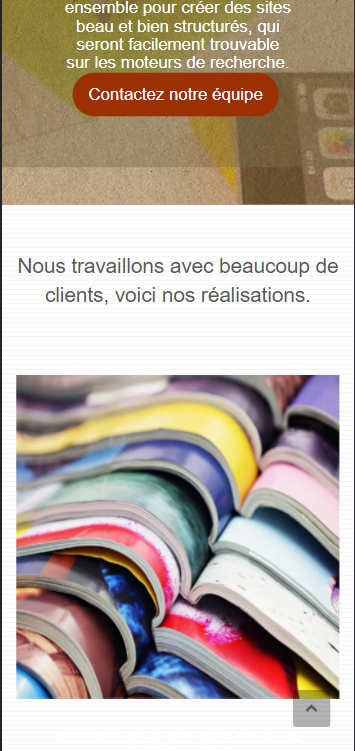 ensemble pour créer des sites
beau et bien structurés, qui
seront facilement trouvable
sur les moteurs de recherche.
Contactez notre équipe
Nous travaillons avec beaucoup de
clients, voici nos réalisations.